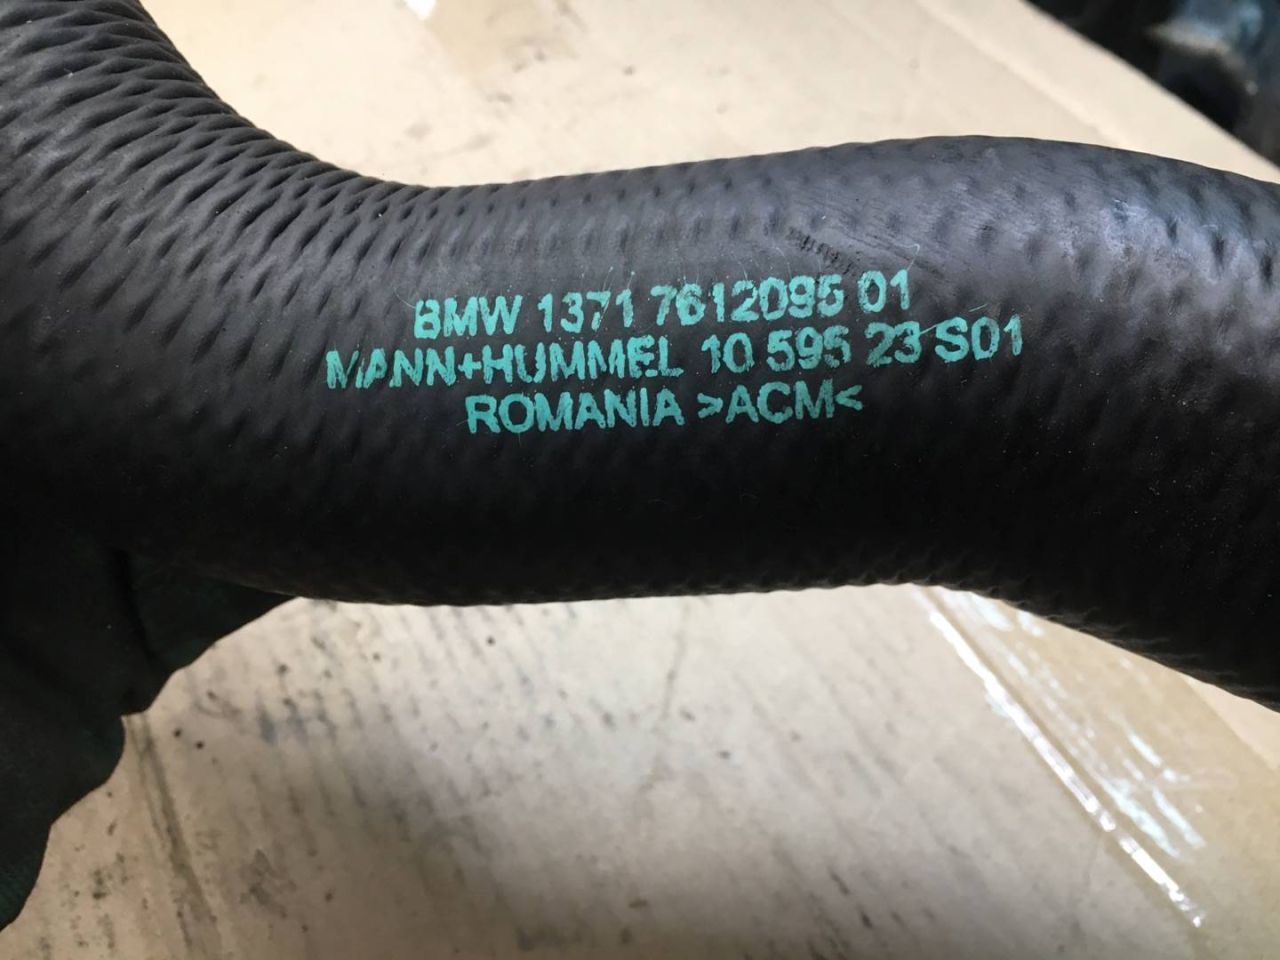 BMW 1371 7612095 01
MANN+HUMMEL 10 595 23 S01
ROMANIA >ACM<